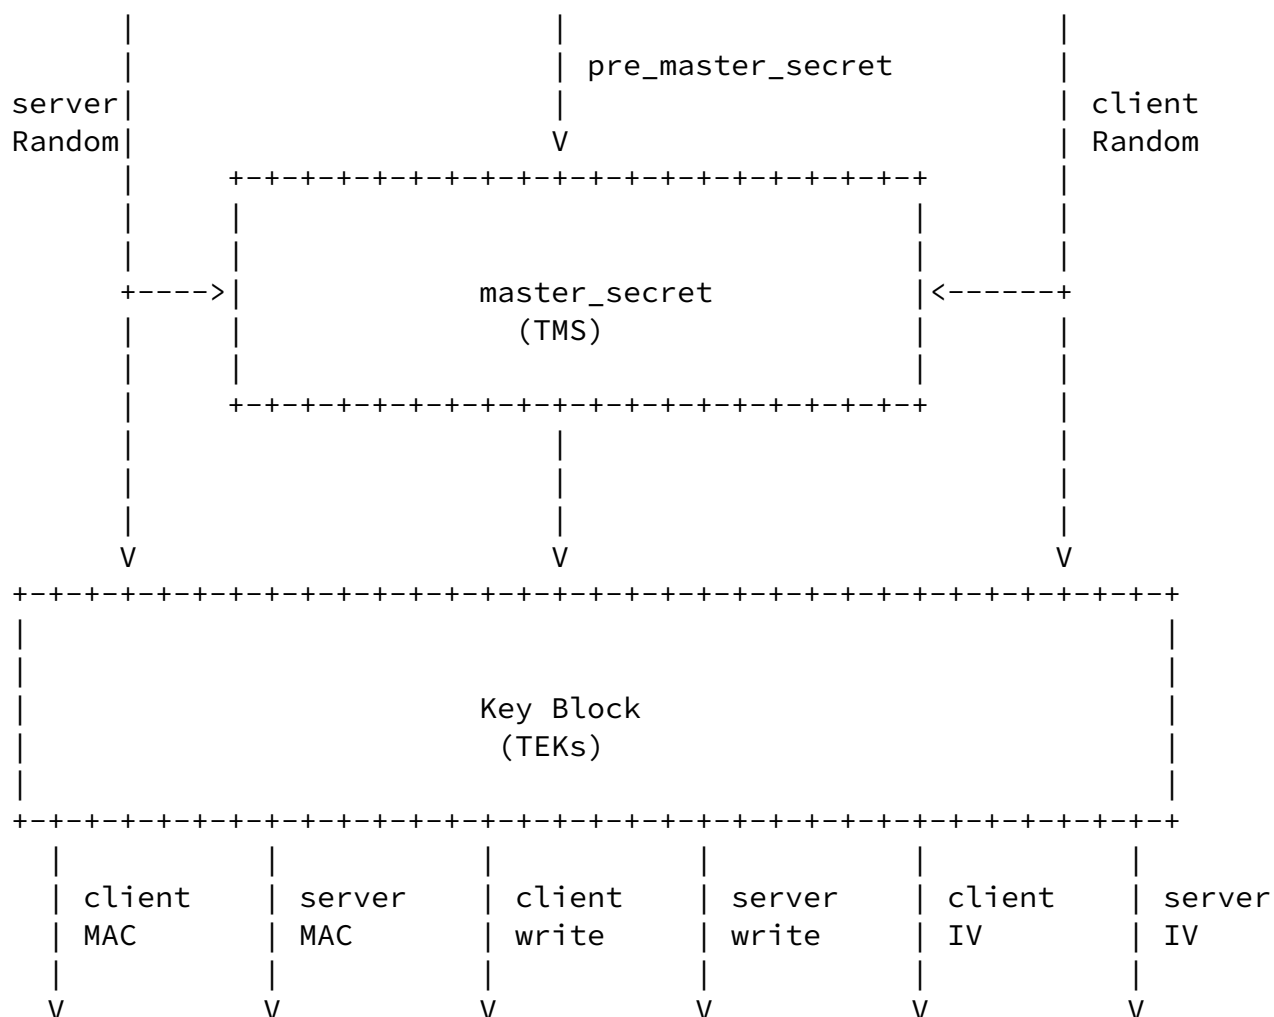 pre_master_secret
server client
Random Random
master_secret
(TMS)
Key Block
(TEKs)
client server client server client server
MAC MAC write write IV IV